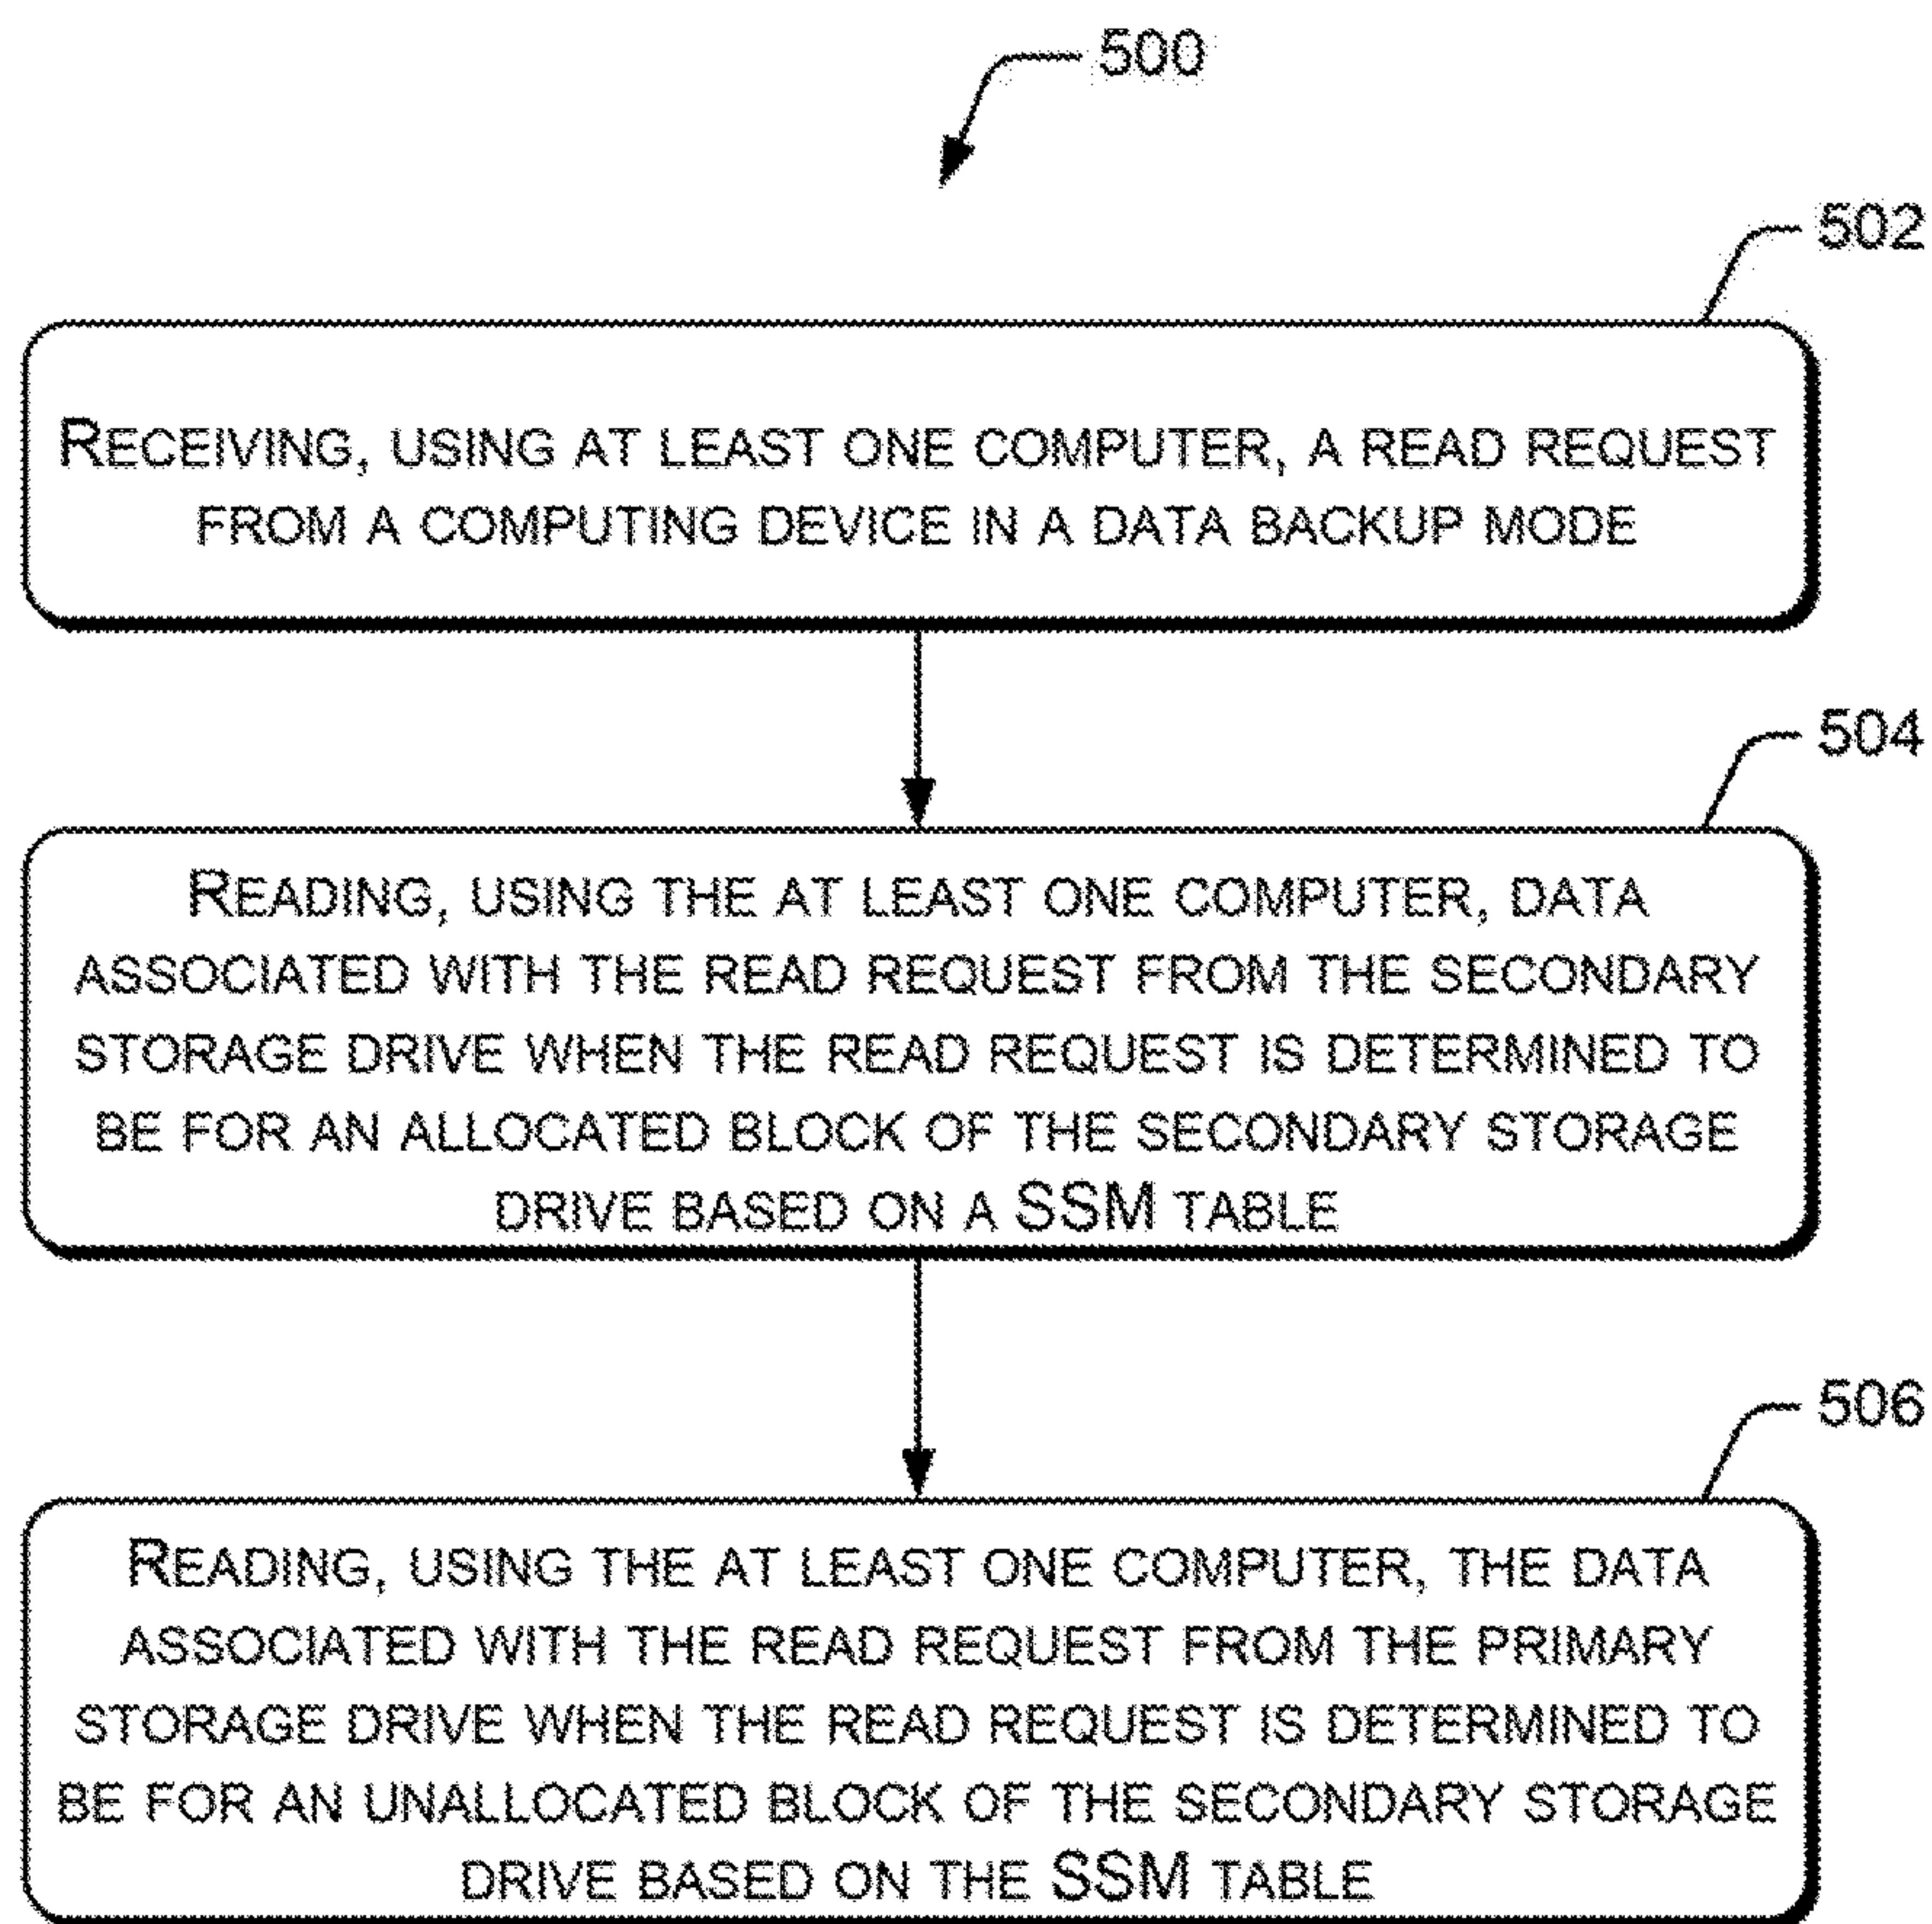 500
502
RECEIVING, USING AT LEAST ONE COMPUTER, A READ REQUEST
FROM A COMPUTING DEVICE IN A DATA BACKUP MODE
504
READING, USING THE AT LEAST ONE COMPUTER, DATA
ASSOCIATED WITH THE READ REQUEST FROM THE SECONDARY
STORAGE DRIVE WHEN THE READ REQUEST IS DETERMINED TO
BE FOR AN ALLOCATED BLOCK OF THE SECONDARY STORAGE
DRIVE BASED ON A SSM TABLE
506
READING, USING THE AT LEAST ONE COMPUTER, THE DATA
ASSOCIATED WITH THE READ REQUEST FROM THE PRIMARY
STORAGE DRIVE WHEN THE READ REQUEST IS DETERMINED TO
BE FOR AN UNALLOCATED BLOCK OF THE SECONDARY STORAGE
DRIVE BASED ON THE SSM TABLE